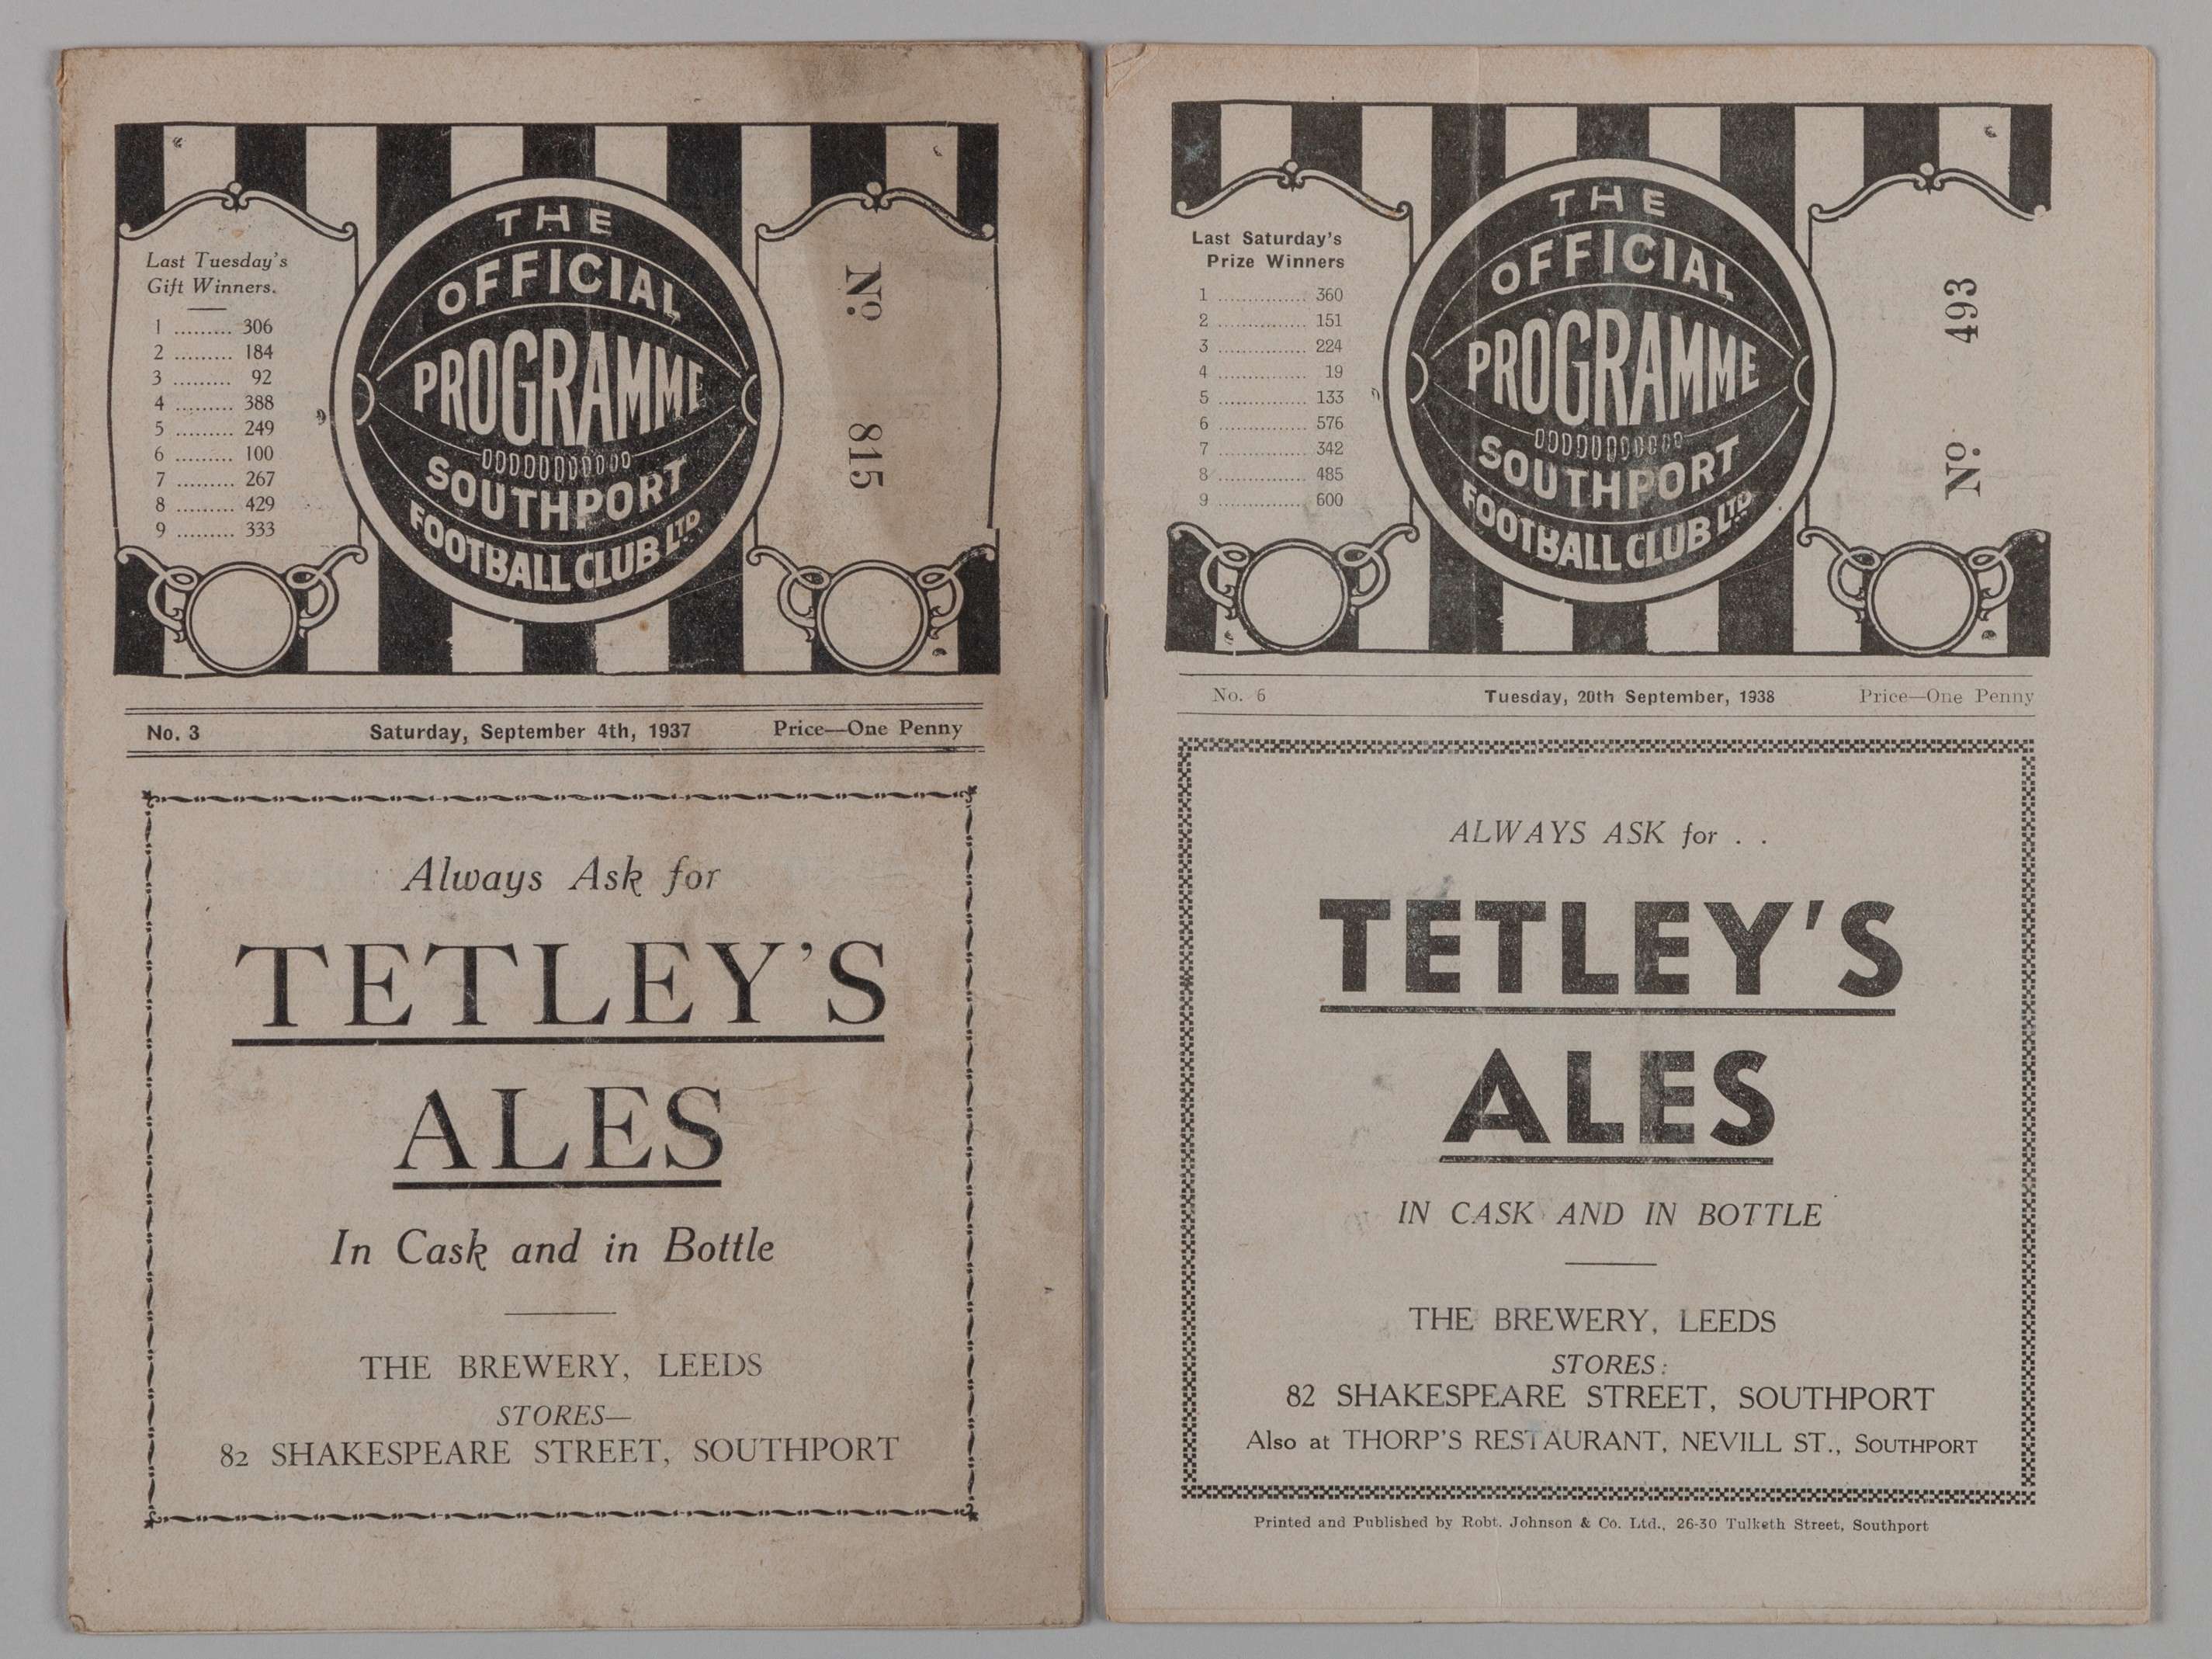 THE
OFFICIAL
PROGRAMME
SOUTHPORT
FOOTBALL CLUB LTD
Last Tuesday's
Gift Winners.
1 ......... 306
2 ......... 184
3 ......... 92
4 ......... 388
5 ......... 249
6 ......... 100
7 ......... 267
8 ......... 429
9 ......... 333
No. 815
No. 3 Saturday, September 4th, 1937 Price—One Penny
Always Ask for
TETLEY'S
ALES
In Cask and in Bottle
THE BREWERY, LEEDS
STORES—
82 SHAKESPEARE STREET, SOUTHPORT
THE
OFFICIAL
PROGRAMME
SOUTHPORT
FOOTBALL CLUB LTD
Last Saturday's
Prize Winners
1 ............... 360
2 ............... 151
3 ............... 224
4 ............... 19
5 ............... 133
6 ............... 576
7 ............... 342
8 ............... 485
9 ............... 600
No. 493
No. 6 Tuesday, 20th September, 1938 Price—One Penny
ALWAYS ASK for . .
TETLEY'S
ALES
IN CASK AND IN BOTTLE
THE BREWERY, LEEDS
STORES:
82 SHAKESPEARE STREET, SOUTHPORT
Also at THORP'S RESTAURANT, NEVILL ST., SOUTHPORT
Printed and Published by Robt. Johnson & Co. Ltd., 26-30 Tulketh Street, Southport